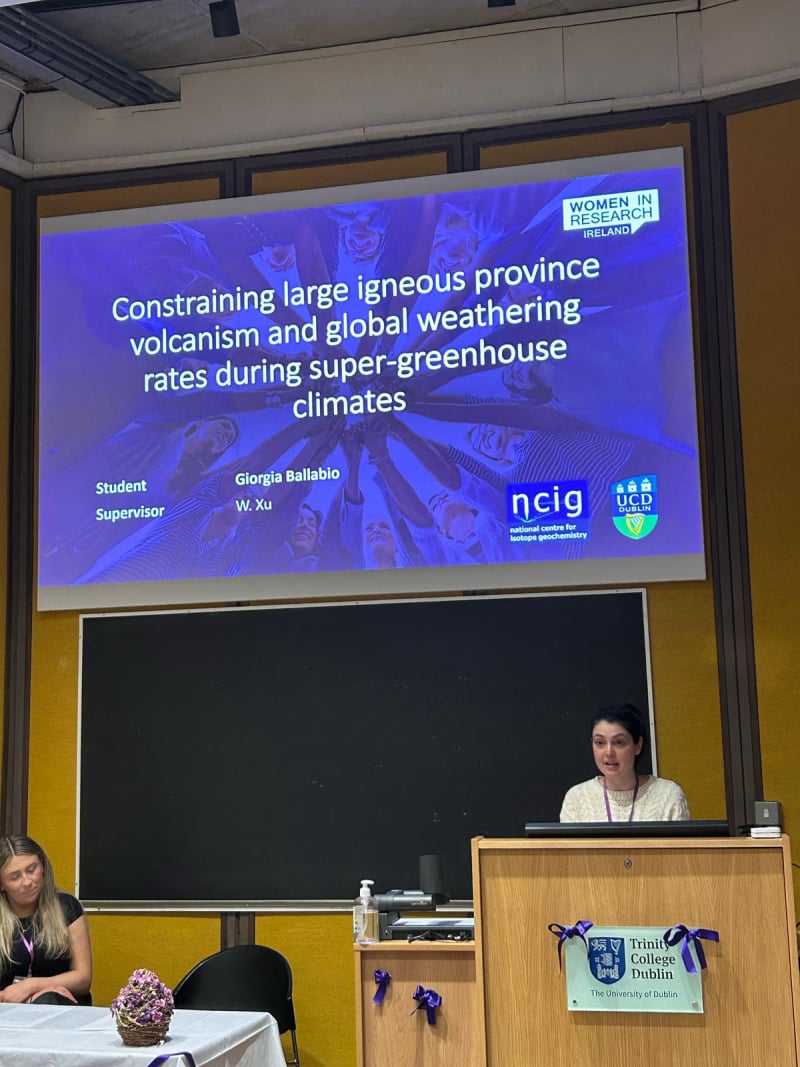 WOMEN IN
RESEARCH
IRELAND
Constraining large igneous province
volcanism and global weathering
rates during super-greenhouse
climates
Student Giorgia Ballabio
Supervisor W. Xu
ncig
national centre for
isotope geochemistry
UCD
DUBLIN
Trinity
College
Dublin
The University of Dublin